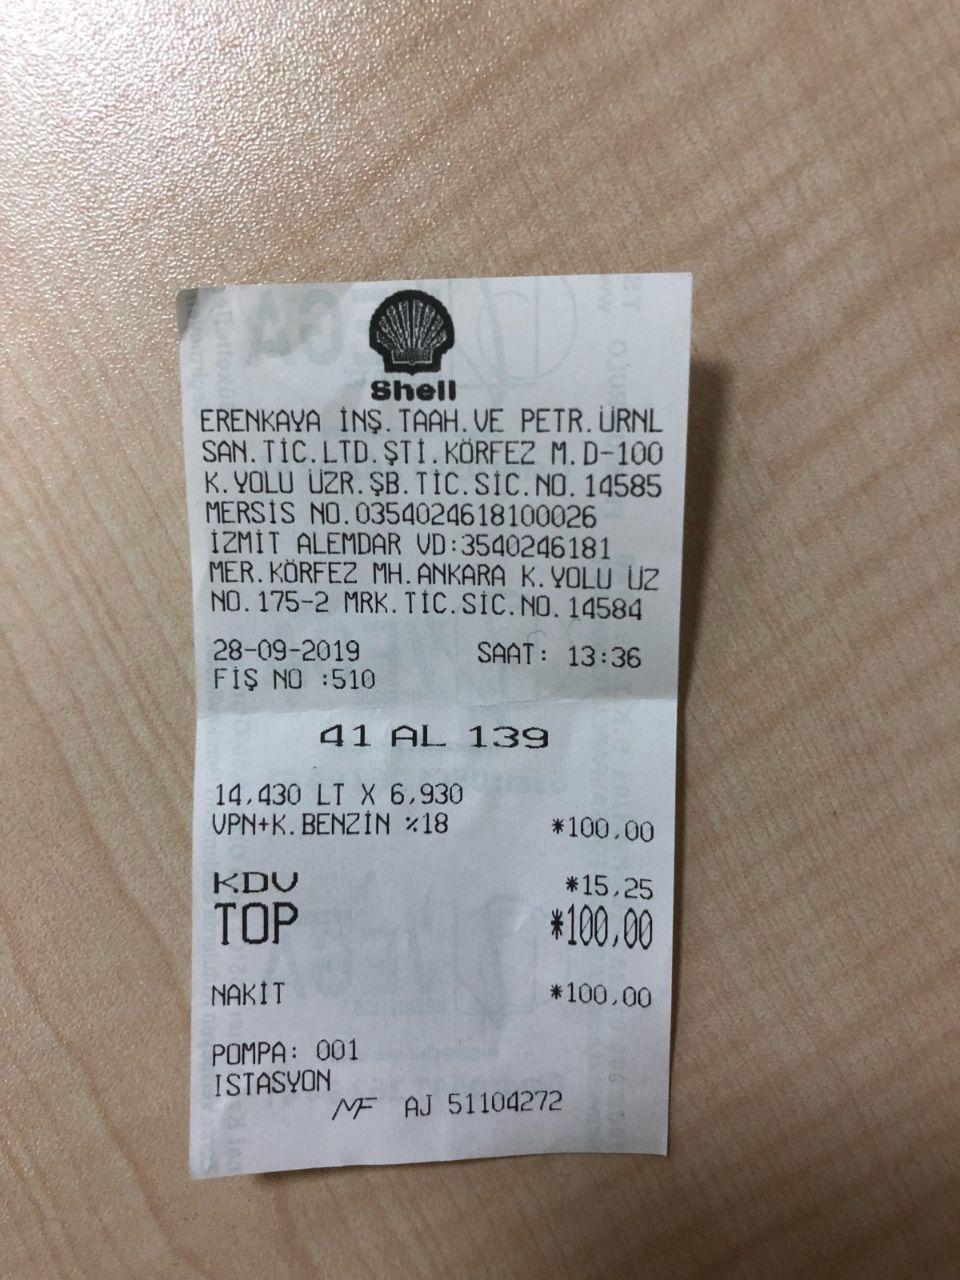 Shell
ERENKAYA İNŞ.TAAH.VE PETR.ÜRNL
SAN.TİC.LTD.ŞTİ.KÖRFEZ M.D-100
K.YOLU ÜZR.ŞB.TİC.SİC.NO.14585
MERSİS NO.0354024618100026
İZMİT ALEMDAR VD:3540246181
MER.KÖRFEZ MH.ANKARA K.YOLU ÜZ
NO.175-2 MRK.TİC.SİC.NO.14584
28-09-2019 SAAT: 13:36
FİŞ NO :510
41 AL 139
14,430 LT X 6,930
VPN+K.BENZİN %18 *100,00
KDV *15,25
TOP *100,00
NAKİT *100,00
POMPA: 001
ISTASYON
MF AJ 51104272